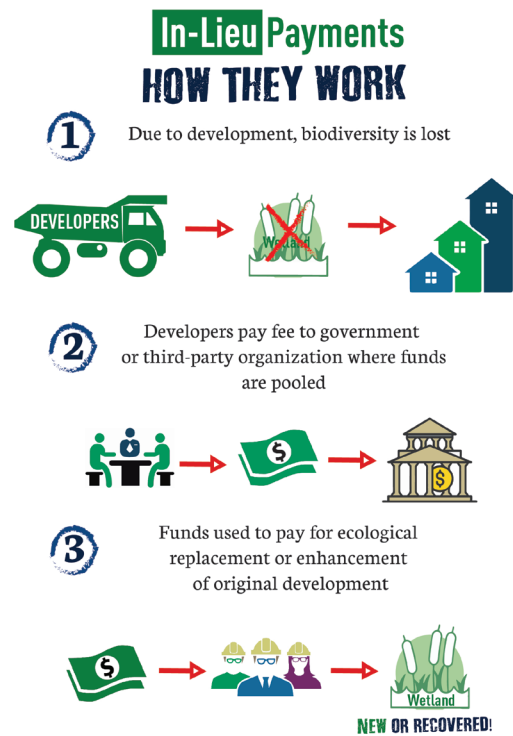 In-Lieu Payments
HOW THEY WORK
1
Due to development, biodiversity is lost
DEVELOPERS
Wetland
2
Developers pay fee to government
or third-party organization where funds
are pooled
$
$
3
Funds used to pay for ecological
replacement or enhancement
of original development
$
Wetland
NEW OR RECOVERED!